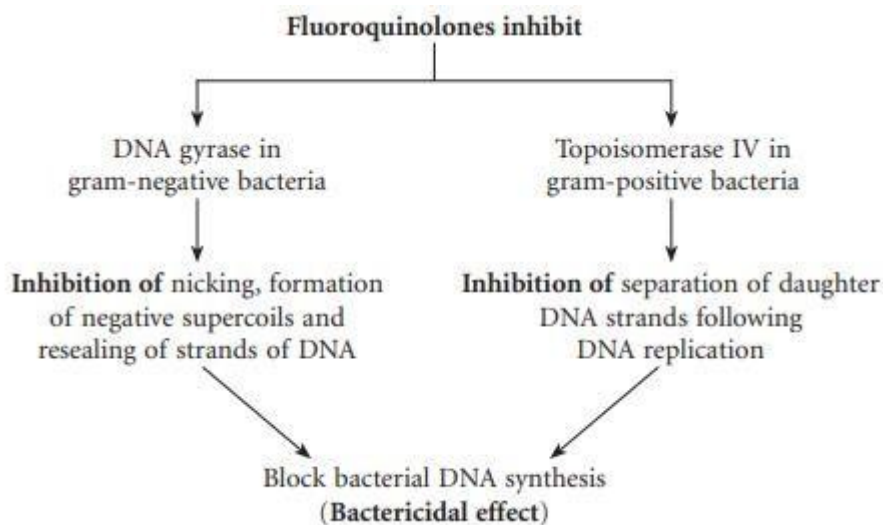 Fluoroquinolones inhibit
DNA gyrase in
gram-negative bacteria
Topoisomerase IV in
gram-positive bacteria
Inhibition of nicking, formation
of negative supercoils and
resealing of strands of DNA
Inhibition of separation of daughter
DNA strands following
DNA replication
Block bacterial DNA synthesis
(Bactericidal effect)